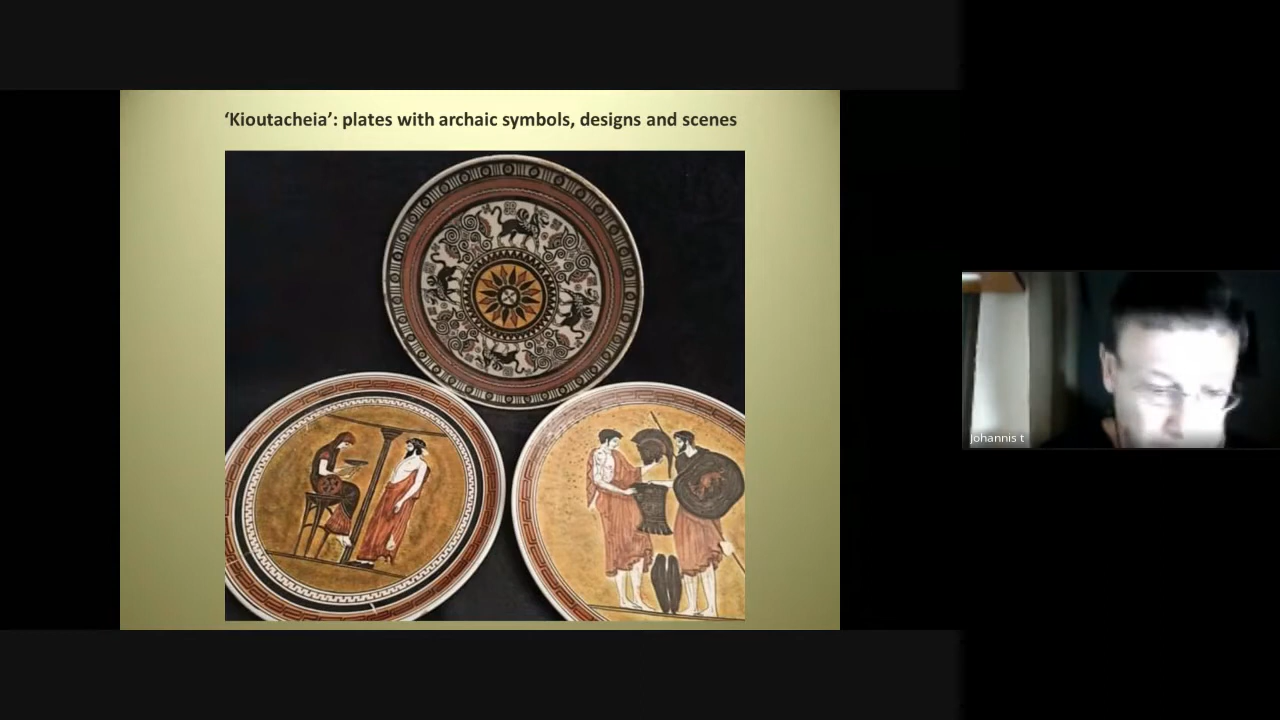 ‘Kioutacheia’: plates with archaic symbols, designs and scenes
Johannis t